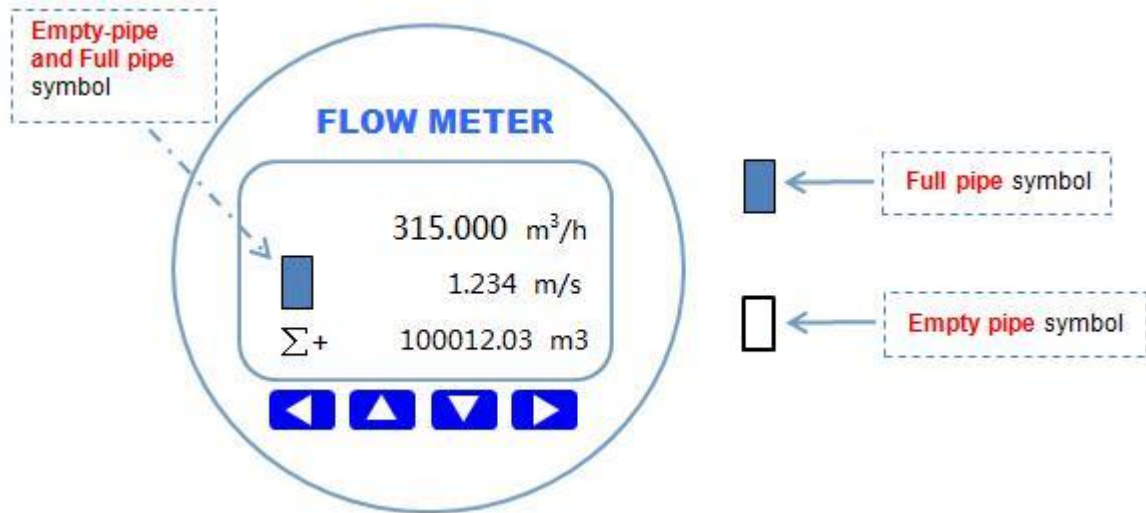 Empty-pipe
and Full pipe
symbol
FLOW METER
315.000 m³/h
1.234 m/s
∑+ 100012.03 m3
Full pipe symbol
Empty pipe symbol